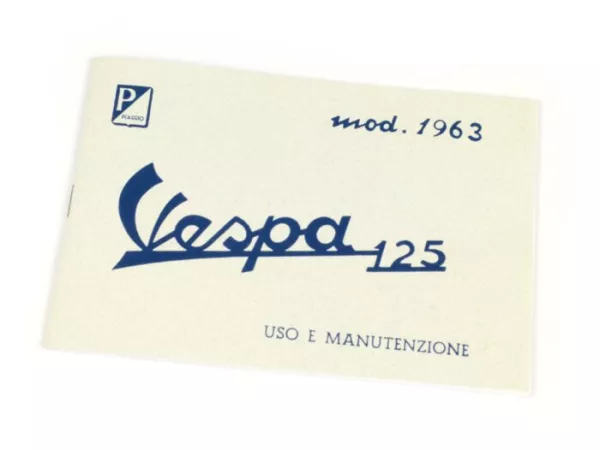 P
PIAGGIO
mod. 1963
Vespa 125
USO E MANUTENZIONE